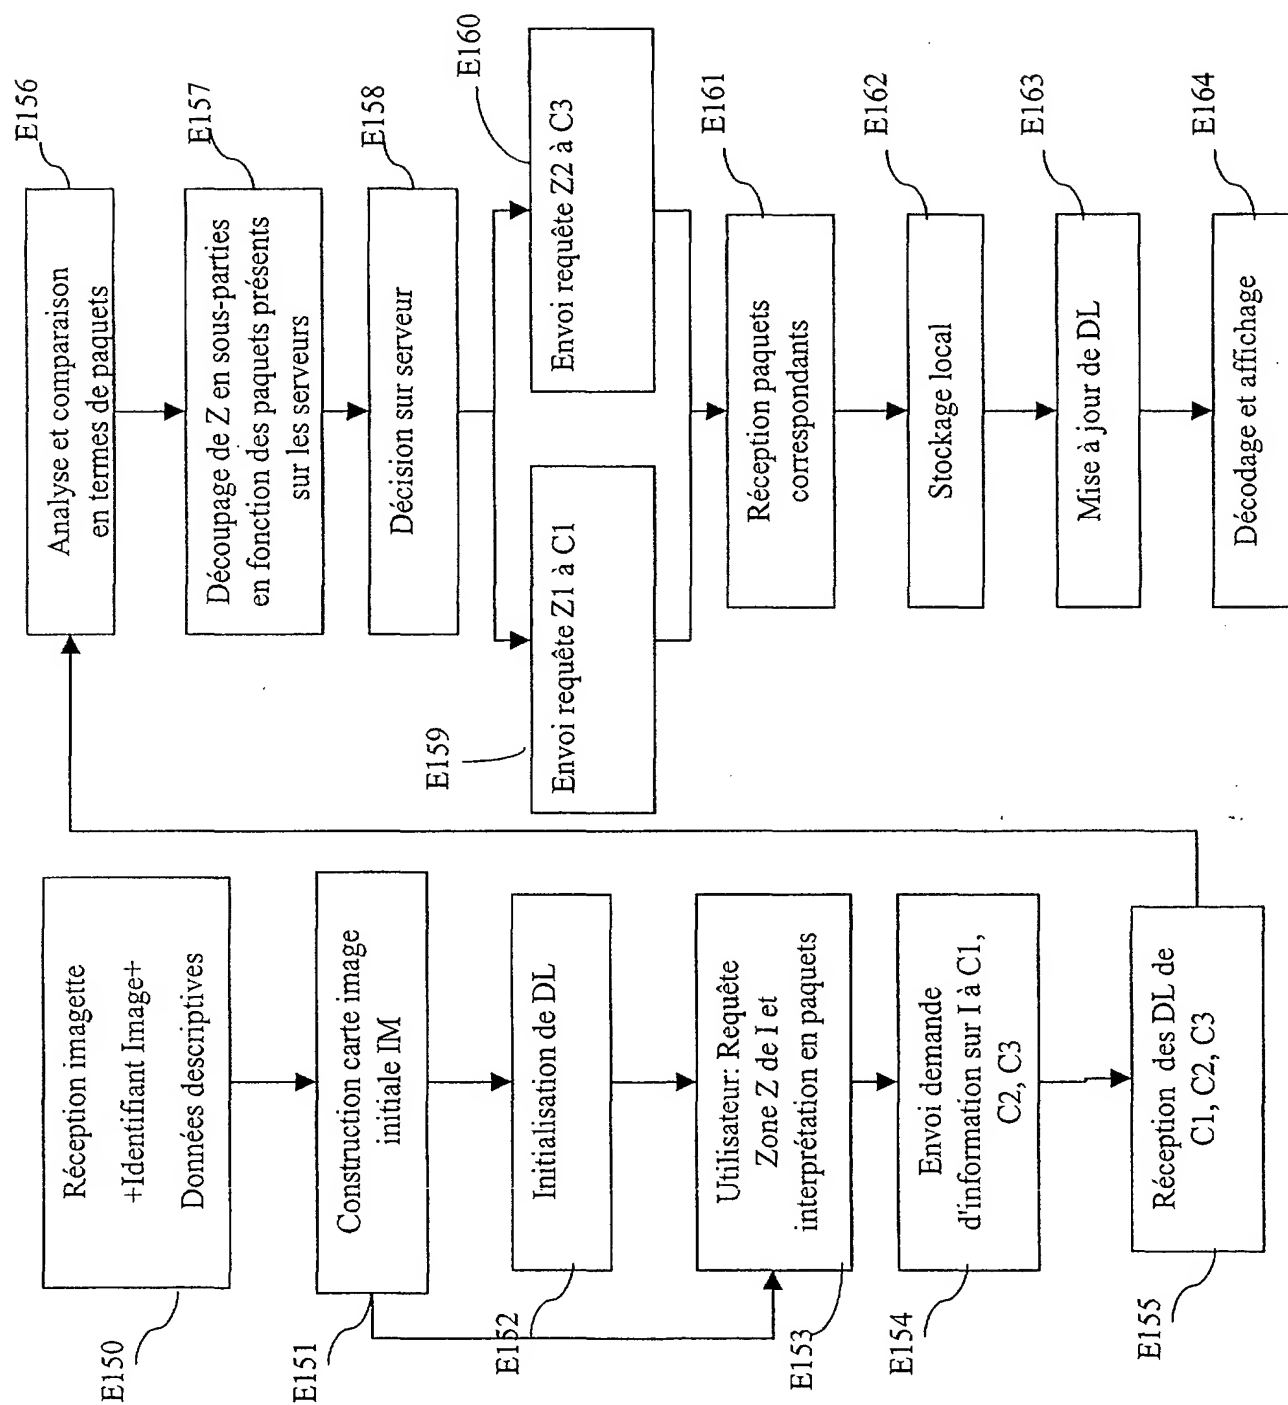 E150
Réception imagette
+Identifiant Image+
Données descriptives
E151
Construction carte image
initiale IM
E152
Initialisation de DL
E153
Utilisateur: Requête
Zone Z de I et
interprétation en paquets
E154
Envoi demande
d'information sur I à C1,
C2, C3
E155
Réception des DL de
C1, C2, C3
E156
Analyse et comparaison
en termes de paquets
E157
Découpage de Z en sous-parties
en fonction des paquets présents
sur les serveurs
E158
Décision sur serveur
E159
Envoi requête Z1 à C1
E160
Envoi requête Z2 à C3
E161
Réception paquets
correspondants
E162
Stockage local
E163
Mise à jour de DL
E164
Décodage et affichage